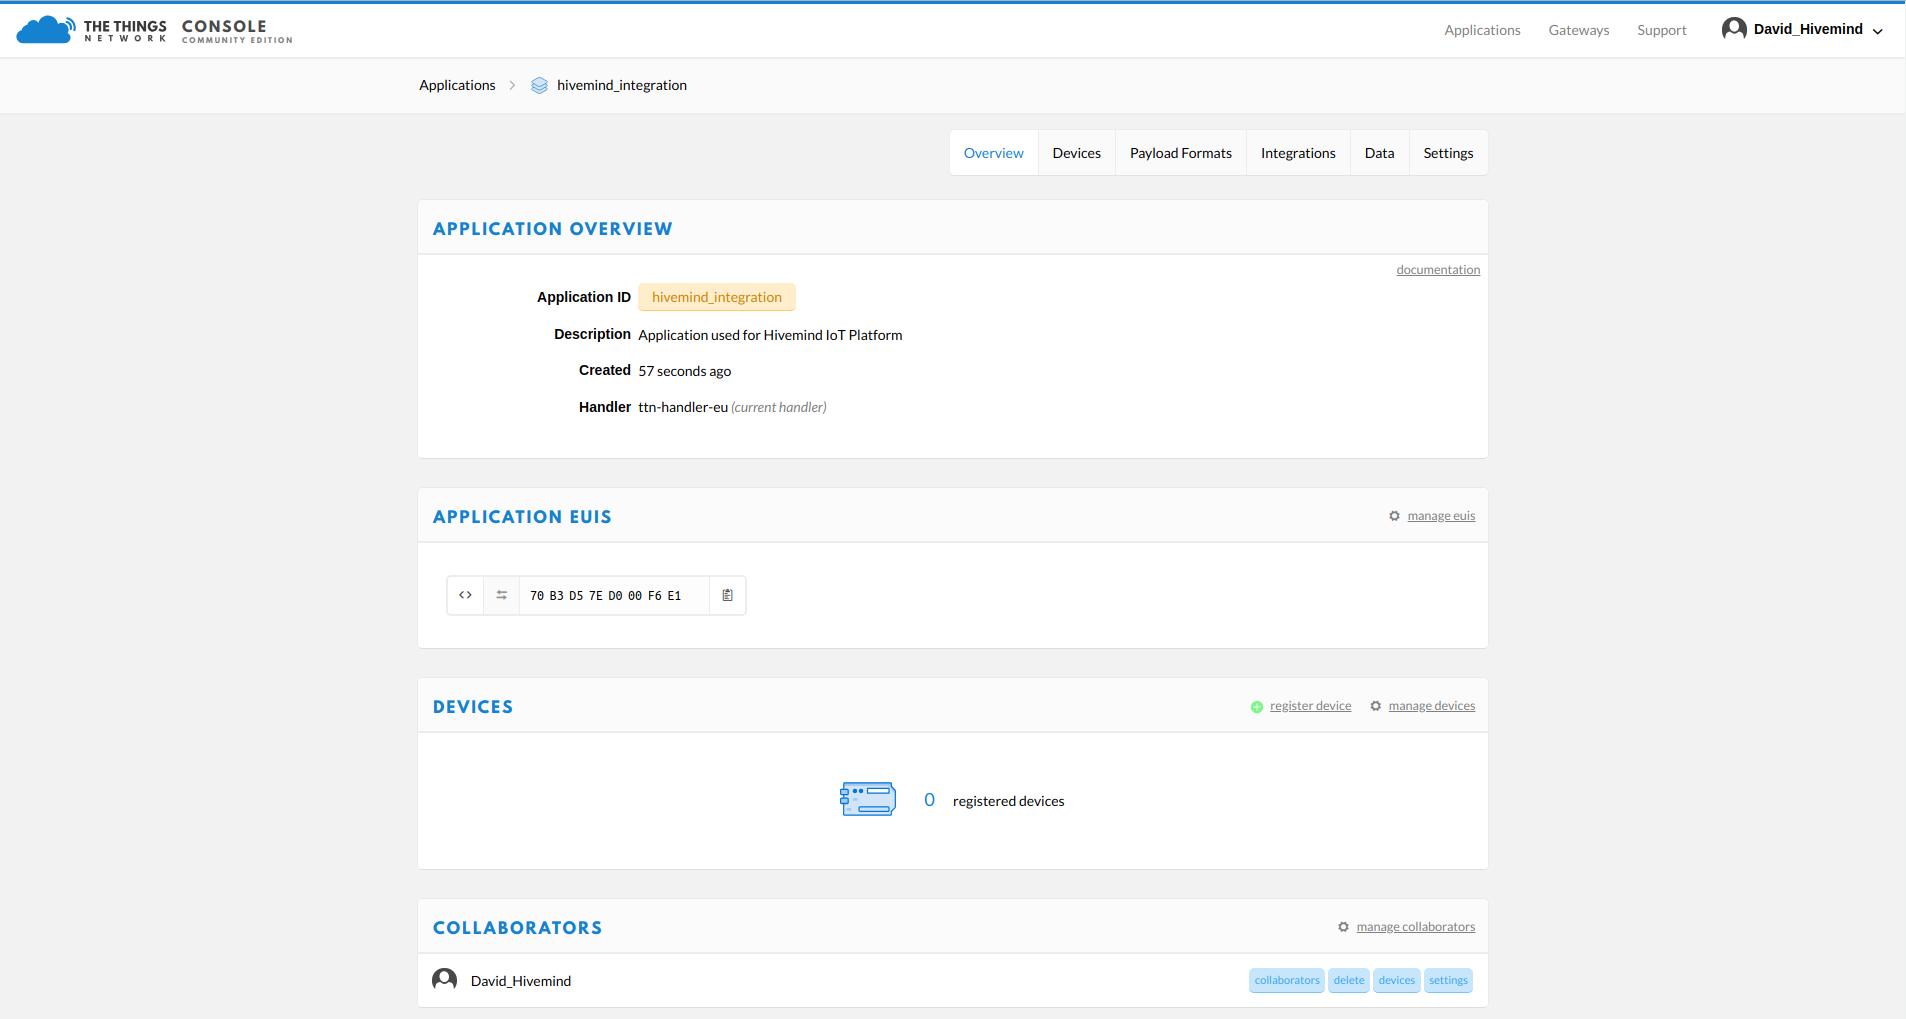 THE THINGS NETWORK CONSOLE COMMUNITY EDITION
Applications Gateways Support David_Hivemind
Applications hivemind_integration
Overview Devices Payload Formats Integrations Data Settings
APPLICATION OVERVIEW
documentation
Application ID hivemind_integration
Description Application used for Hivemind IoT Platform
Created 57 seconds ago
Handler ttn-handler-eu (current handler)
APPLICATION EUIS
manage euis
<> 70 B3 D5 7E D0 00 F6 E1
DEVICES
register device manage devices
0 registered devices
COLLABORATORS
manage collaborators
David_Hivemind
collaborators delete devices settings